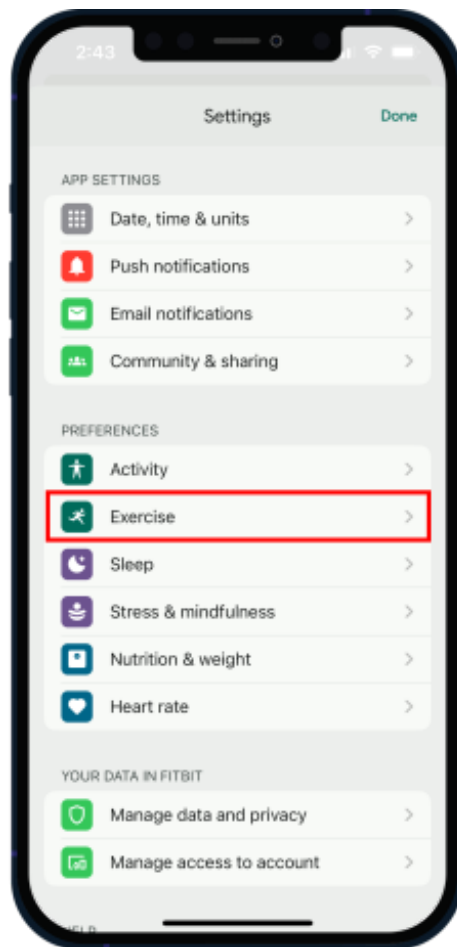 2:43
Settings
Done
APP SETTINGS
Date, time & units
Push notifications
Email notifications
Community & sharing
PREFERENCES
Activity
Exercise
Sleep
Stress & mindfulness
Nutrition & weight
Heart rate
YOUR DATA IN FITBIT
Manage data and privacy
Manage access to account
HELP